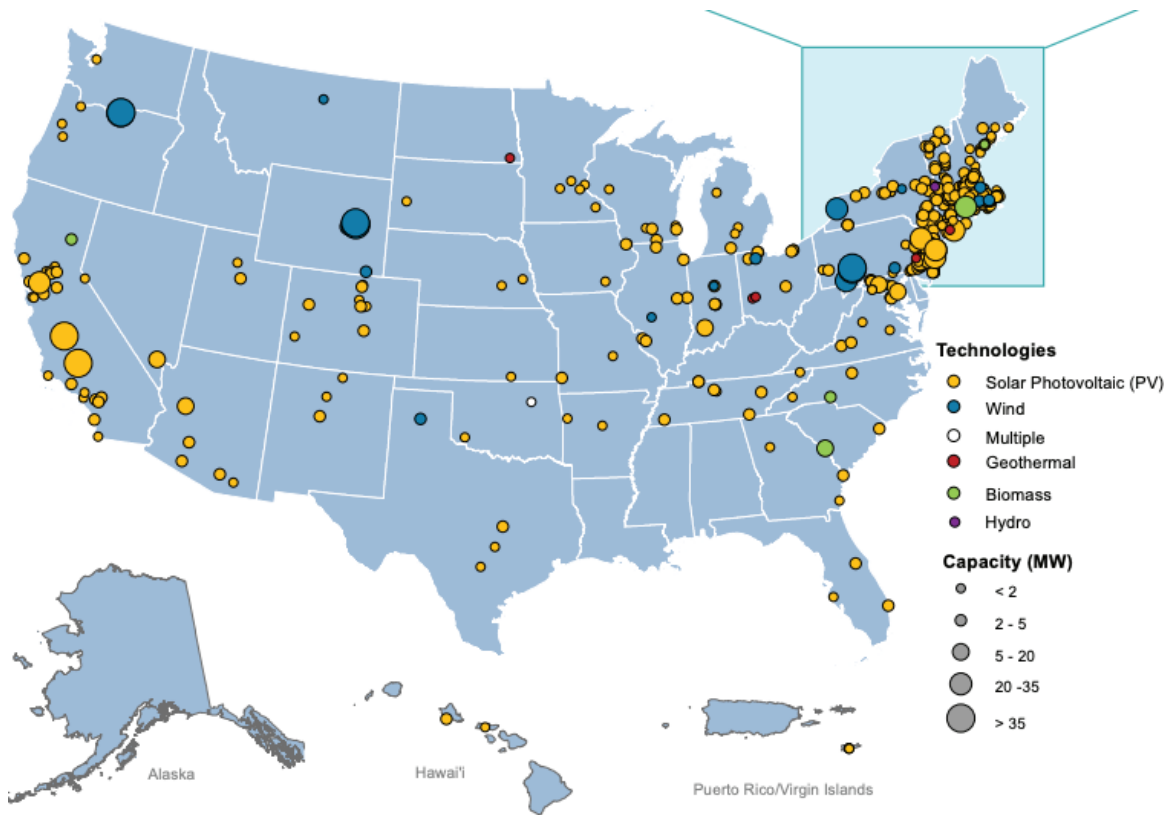 Technologies
Solar Photovoltaic (PV)
Wind
Multiple
Geothermal
Biomass
Hydro
Capacity (MW)
< 2
2 - 5
5 - 20
20 -35
> 35
Alaska
Hawai'i
Puerto Rico/Virgin Islands